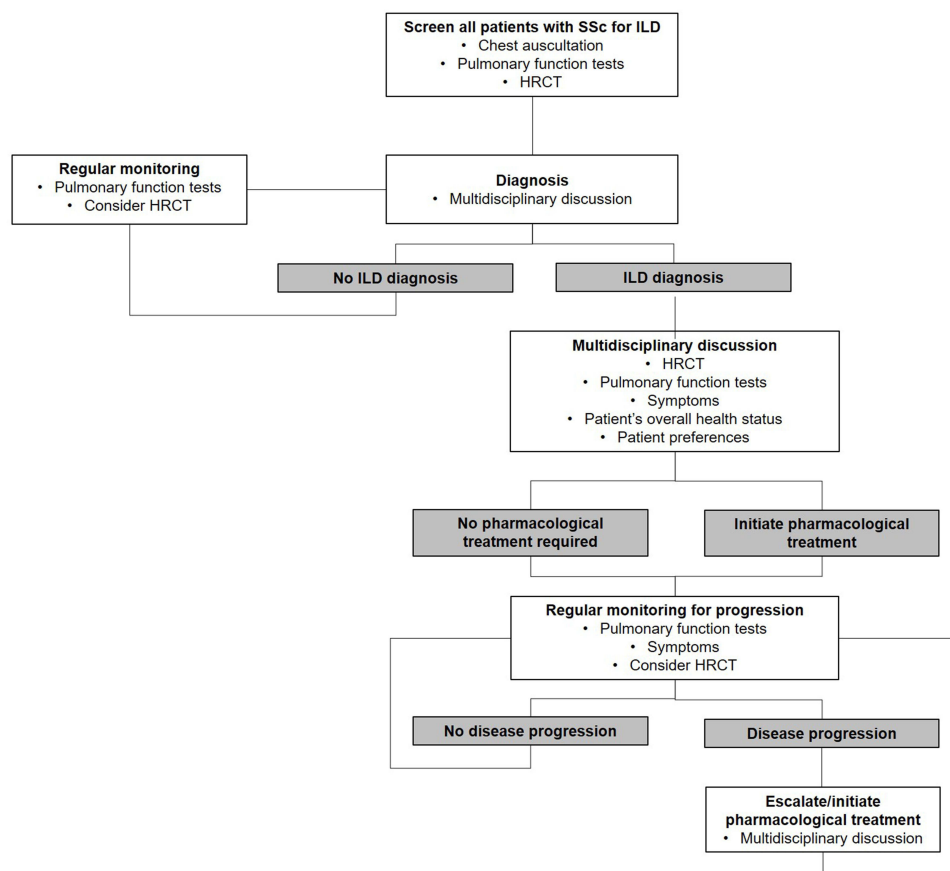 Screen all patients with SSc for ILD
• Chest auscultation
• Pulmonary function tests
• HRCT
Regular monitoring
• Pulmonary function tests
• Consider HRCT
Diagnosis
• Multidisciplinary discussion
No ILD diagnosis
ILD diagnosis
Multidisciplinary discussion
• HRCT
• Pulmonary function tests
• Symptoms
• Patient’s overall health status
• Patient preferences
No pharmacological
treatment required
Initiate pharmacological
treatment
Regular monitoring for progression
• Pulmonary function tests
• Symptoms
• Consider HRCT
No disease progression
Disease progression
Escalate/initiate
pharmacological treatment
• Multidisciplinary discussion